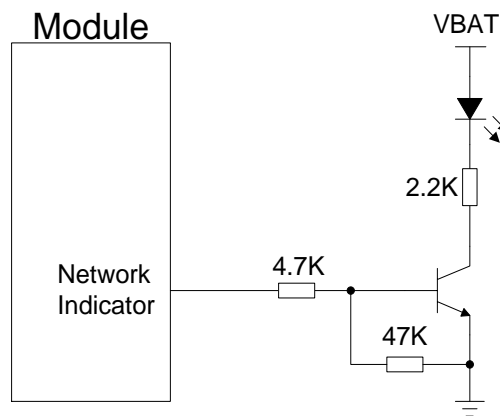 Module
VBAT
2.2K
4.7K
Network
Indicator
47K